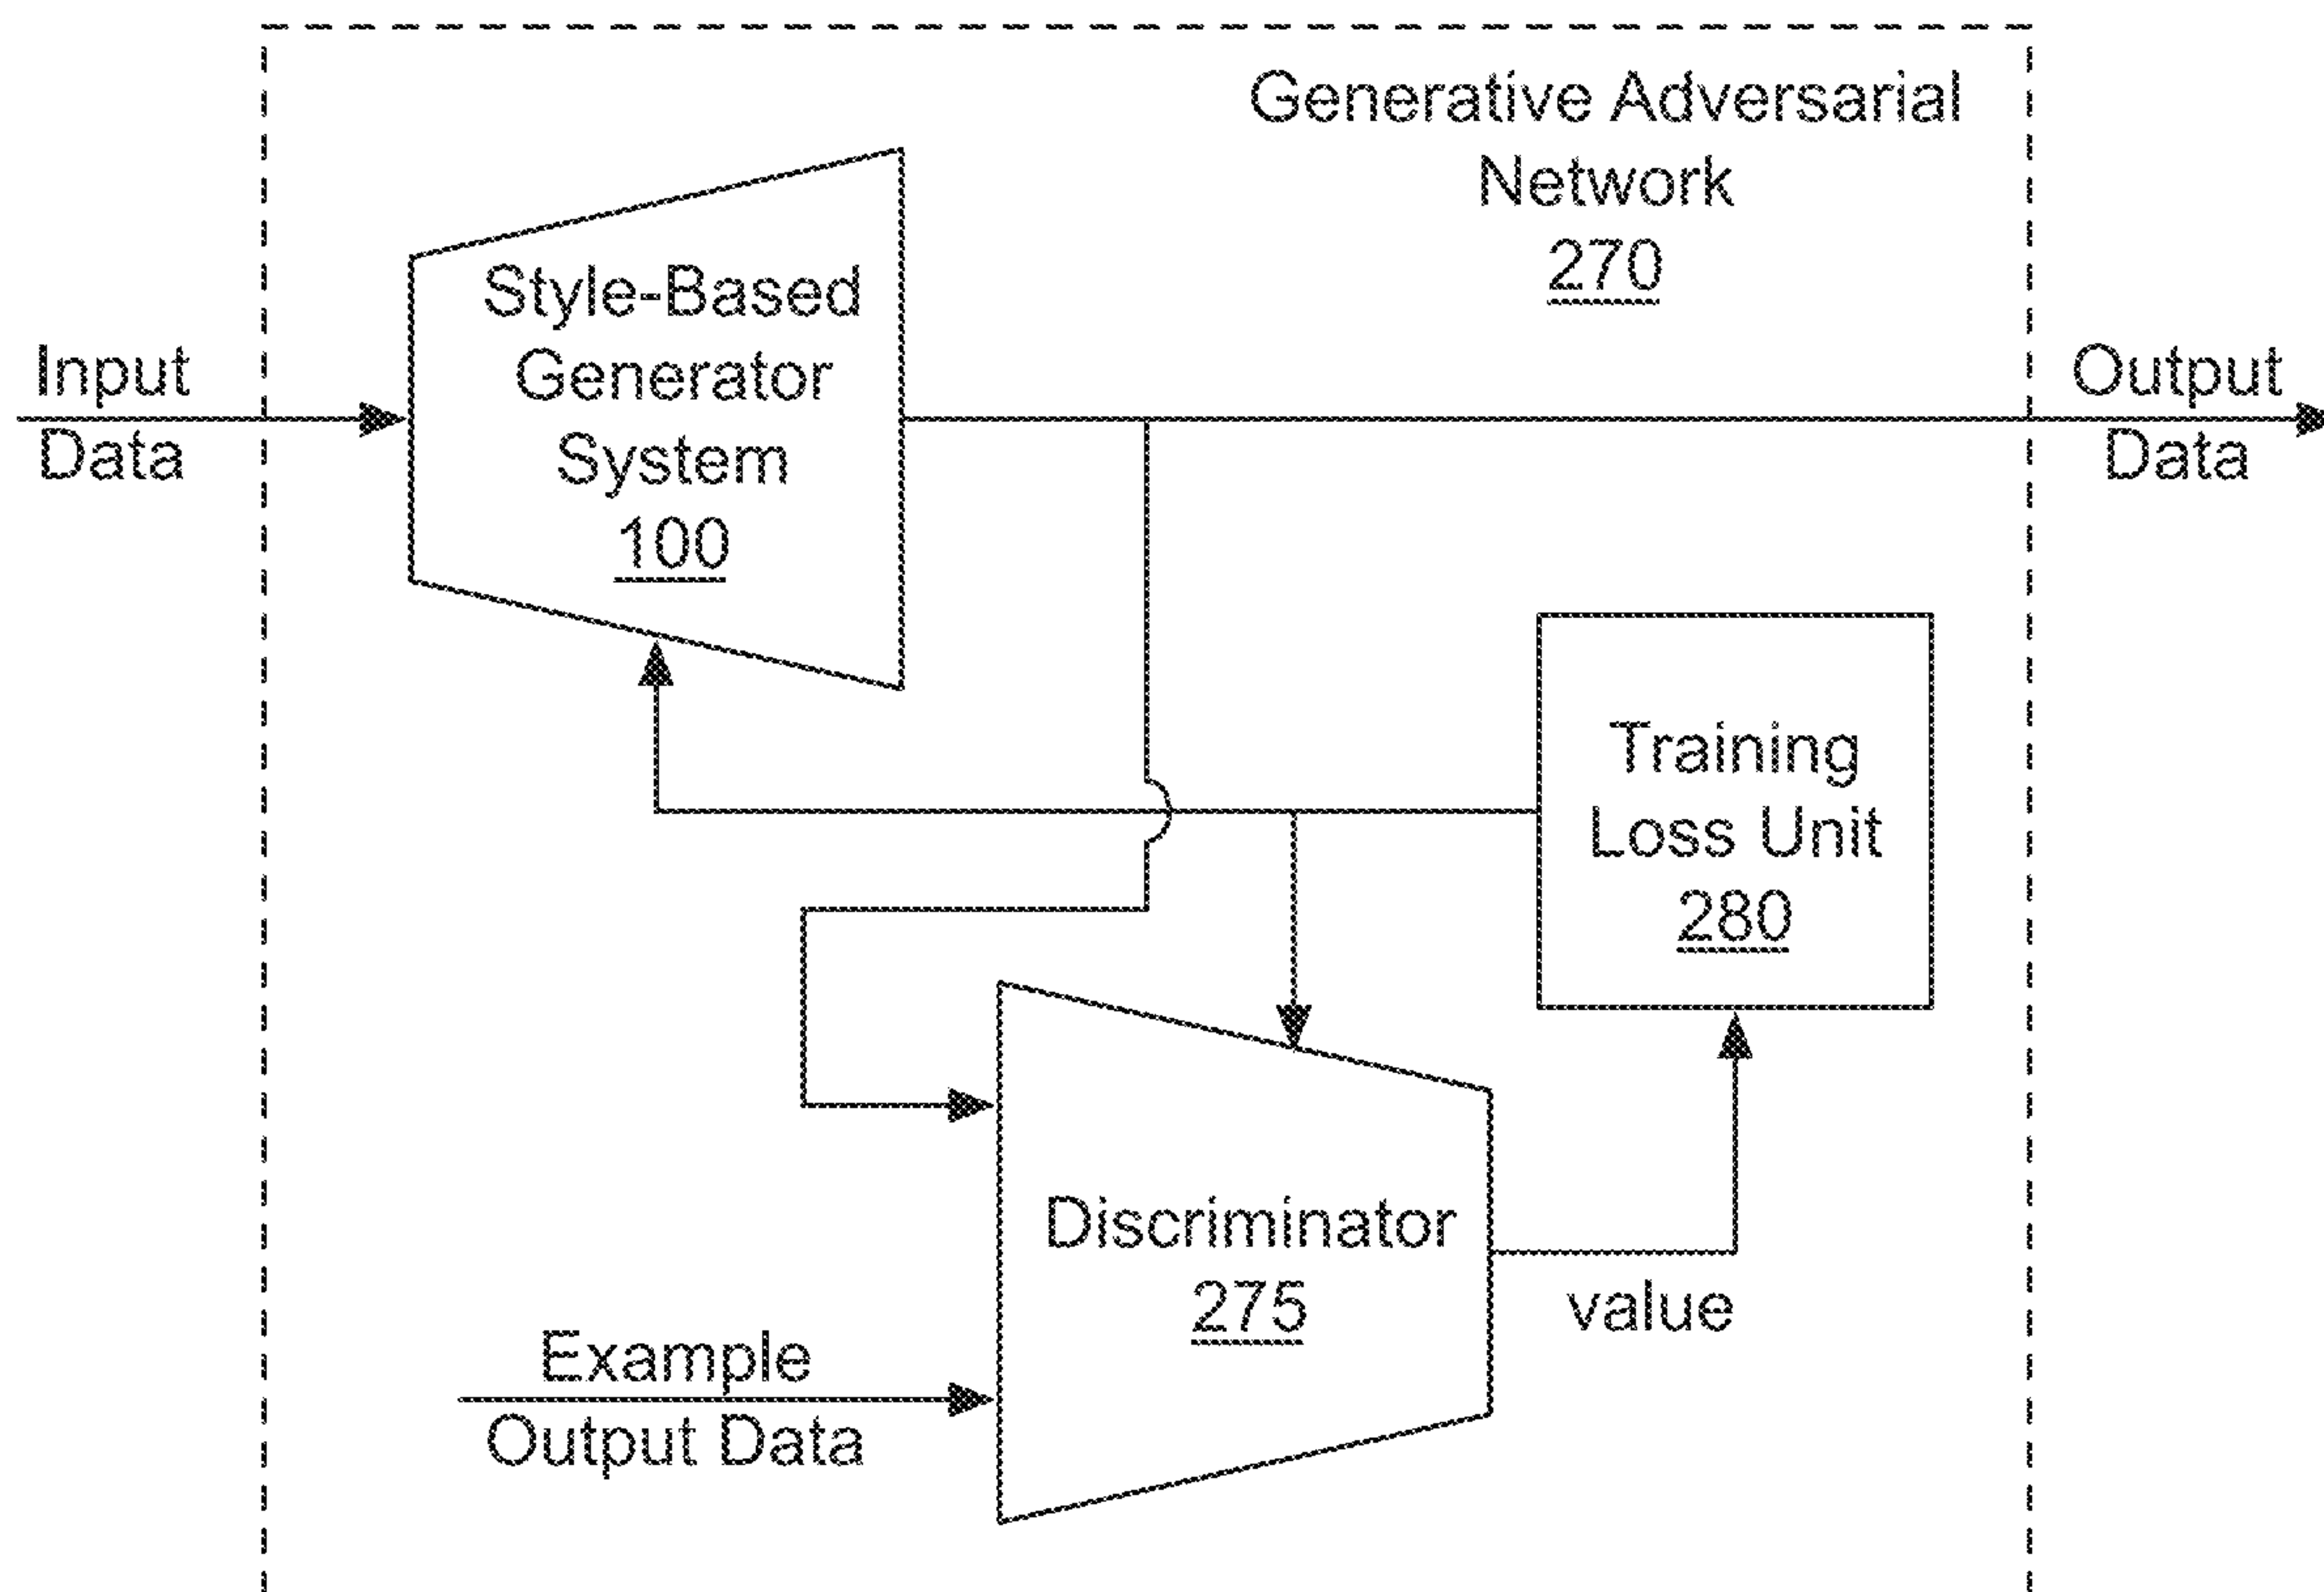 Generative Adversarial
Network
270
Style-Based
Generator
System
100
Input
Data
Output
Data
Training
Loss Unit
280
Discriminator
275
value
Example
Output Data